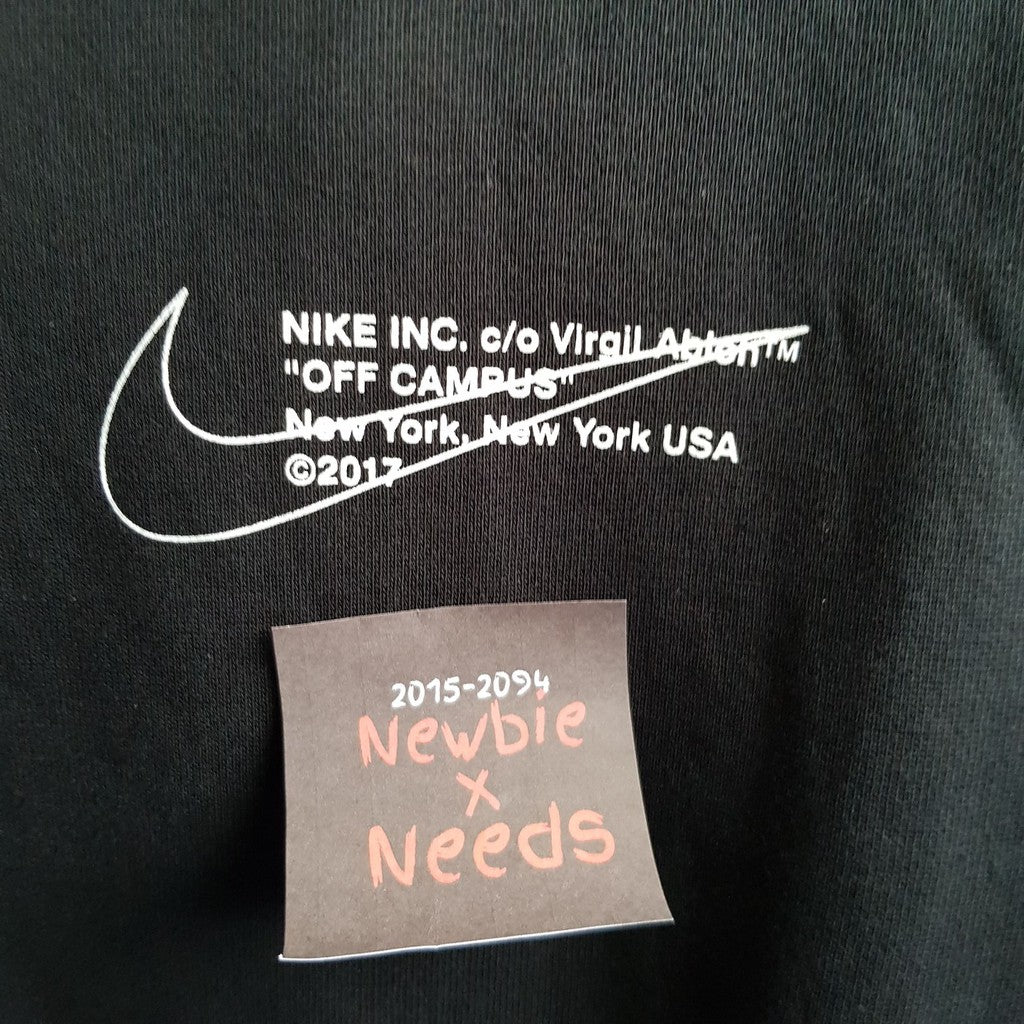 NIKE INC. c/o Virgil Abloh™
"OFF CAMPUS"
New York, New York USA
©2017
2015-2094
Newbie
x
Needs